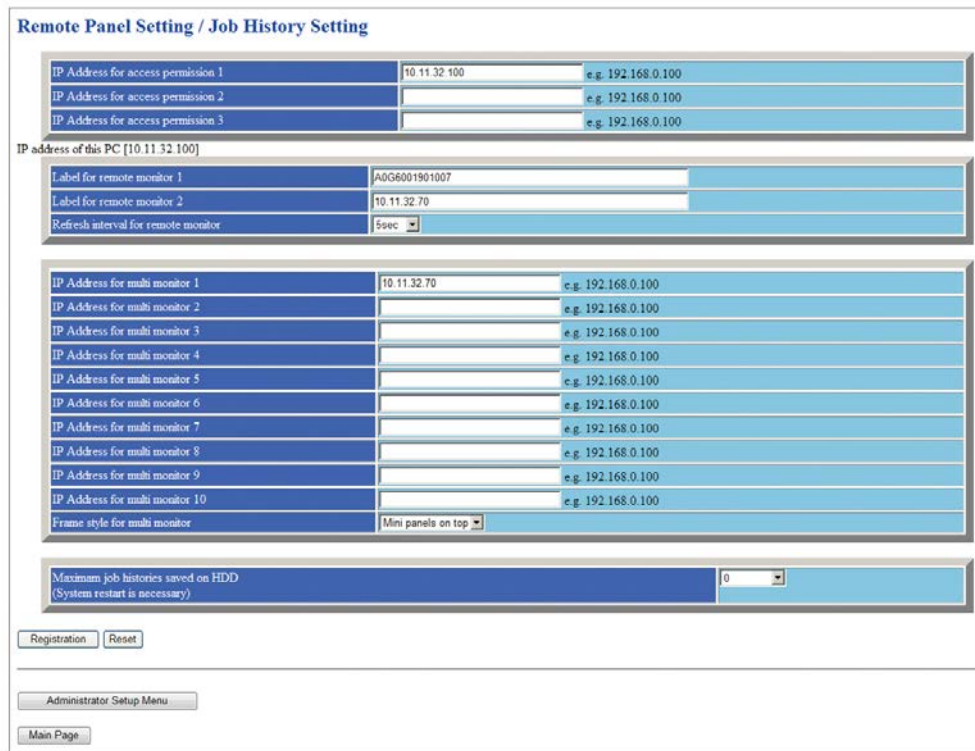 Remote Panel Setting / Job History Setting
IP Address for access permission 1 10.11.32.100 e.g. 192.168.0.100
IP Address for access permission 2 e.g. 192.168.0.100
IP Address for access permission 3 e.g. 192.168.0.100
IP address of this PC [10.11.32.100]
Label for remote monitor 1 A0G6001901007
Label for remote monitor 2 10.11.32.70
Refresh interval for remote monitor 5sec
IP Address for multi monitor 1 10.11.32.70 e.g. 192.168.0.100
IP Address for multi monitor 2 e.g. 192.168.0.100
IP Address for multi monitor 3 e.g. 192.168.0.100
IP Address for multi monitor 4 e.g. 192.168.0.100
IP Address for multi monitor 5 e.g. 192.168.0.100
IP Address for multi monitor 6 e.g. 192.168.0.100
IP Address for multi monitor 7 e.g. 192.168.0.100
IP Address for multi monitor 8 e.g. 192.168.0.100
IP Address for multi monitor 9 e.g. 192.168.0.100
IP Address for multi monitor 10 e.g. 192.168.0.100
Frame style for multi monitor Mini panels on top
Maximam job histories saved on HDD 0
(System restart is necessary)
Registration Reset
Administrator Setup Menu
Main Page